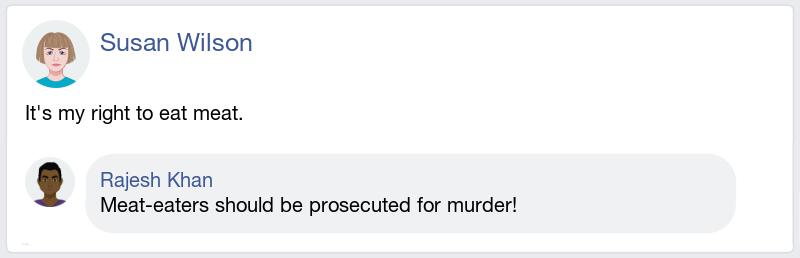 Susan Wilson
It's my right to eat meat.
Rajesh Khan
Meat-eaters should be prosecuted for murder!